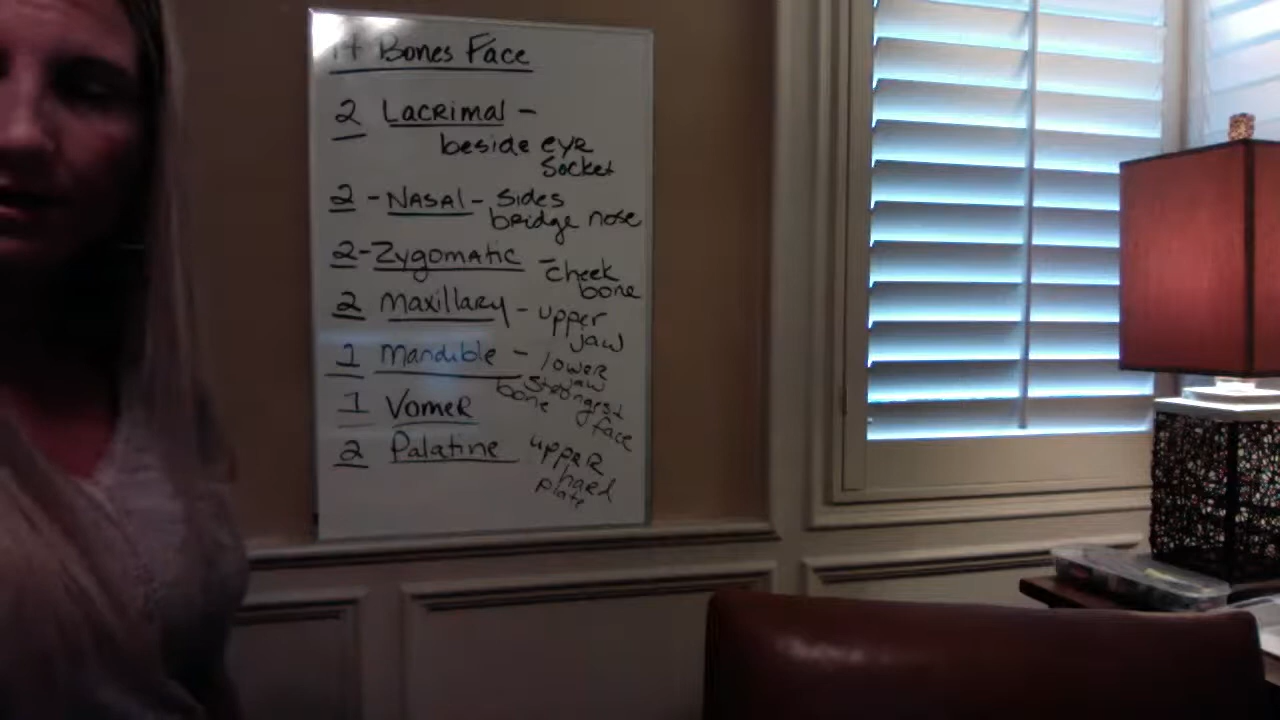 14 Bones Face
2 Lacrimal -
beside eye
socket
2 - Nasal - sides
bridge nose
2 - Zygomatic - cheek
bone
2 Maxillary - upper
jaw
1 Mandible - lower
jaw
strongest
bone face
1 Vomer
2 Palatine upper
hard
plate